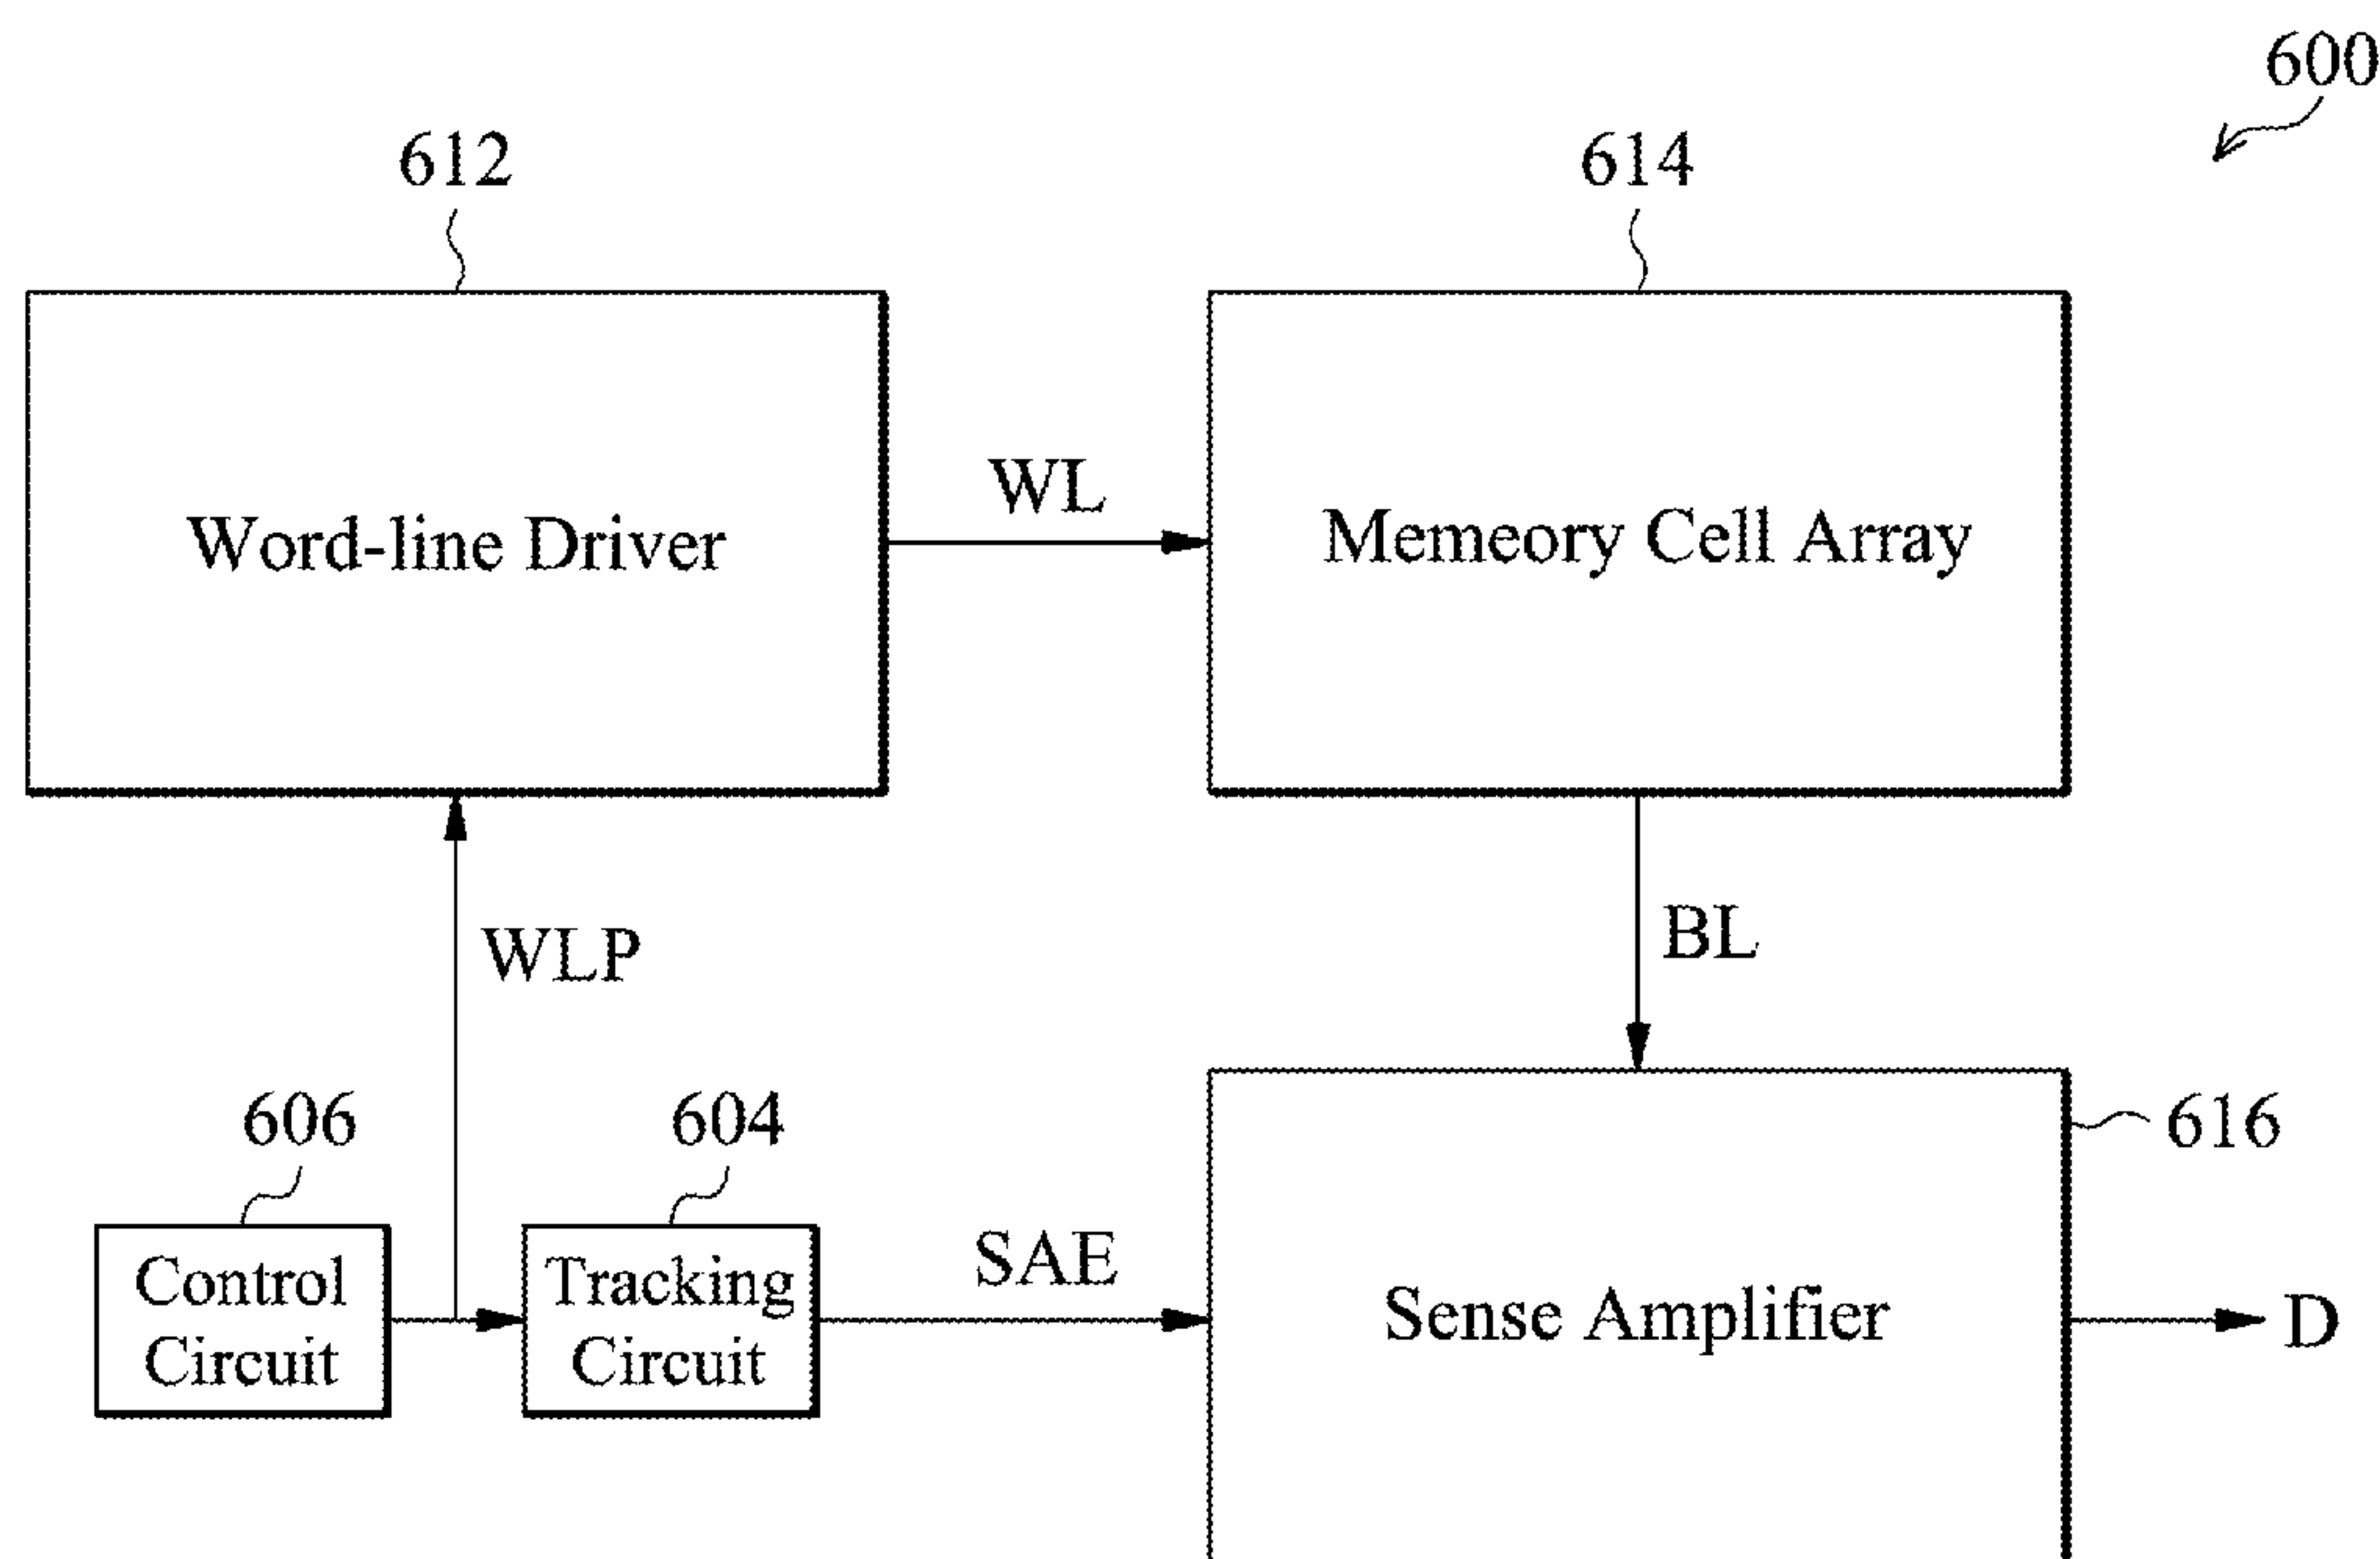 600
612
614
Word-line Driver
WL
Memeory Cell Array
WLP
BL
606
604
616
Control
Circuit
Tracking
Circuit
SAE
Sense Amplifier
D